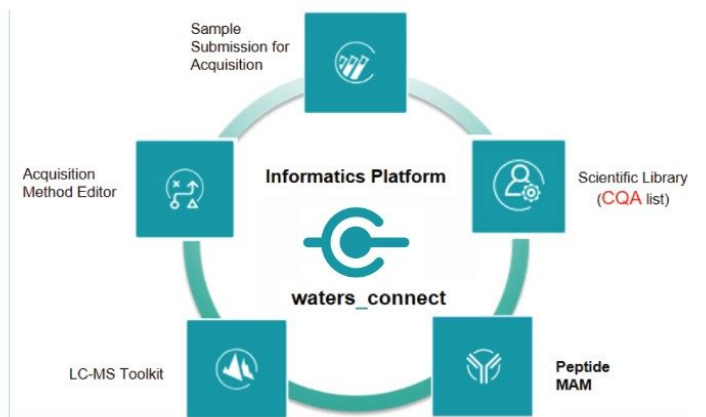 Sample
Submission for
Acquisition
Acquisition
Method Editor
Informatics Platform
Scientific Library
(CQA list)
waters_connect
LC-MS Toolkit
Peptide
MAM